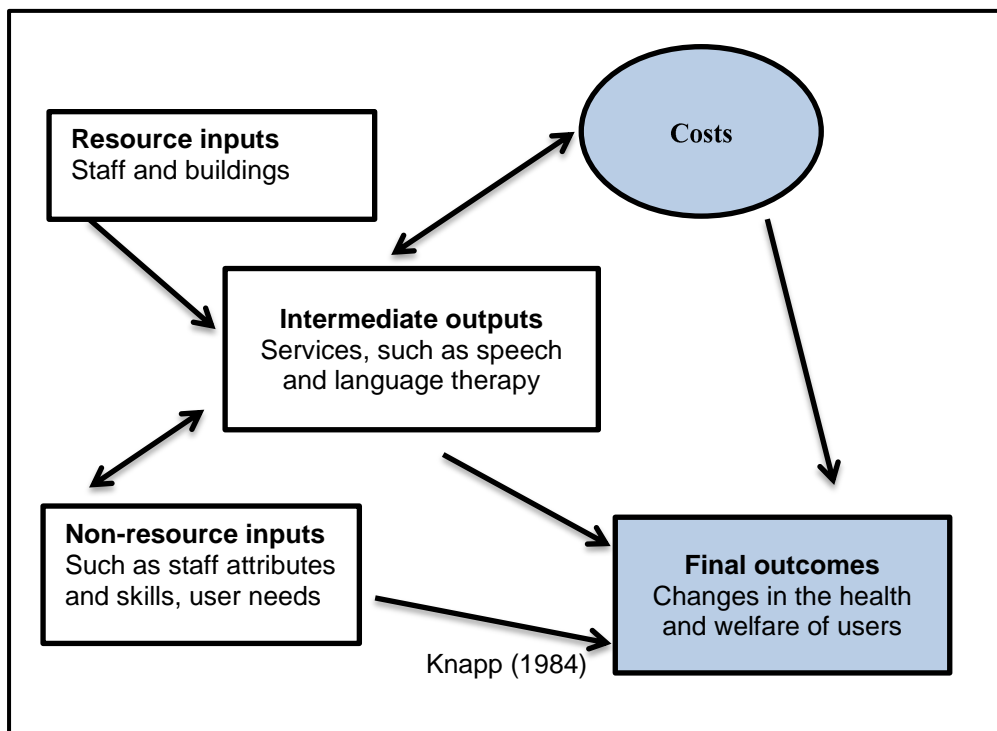 Resource inputs
Staff and buildings
Costs
Intermediate outputs
Services, such as speech
and language therapy
Non-resource inputs
Such as staff attributes
and skills, user needs
Final outcomes
Changes in the health
and welfare of users
Knapp (1984)